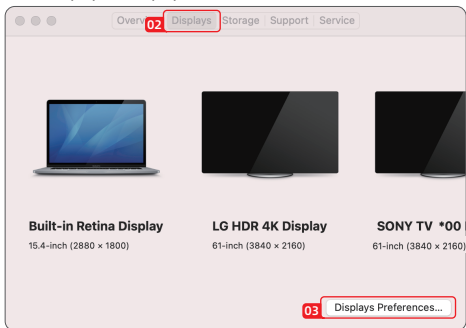 Displays Storage Support Service
02
Built-in Retina Display
15.4-inch (2880 × 1800)
LG HDR 4K Display
61-inch (3840 × 2160)
SONY TV *00
61-inch (3840 × 2160)
03 Displays Preferences...